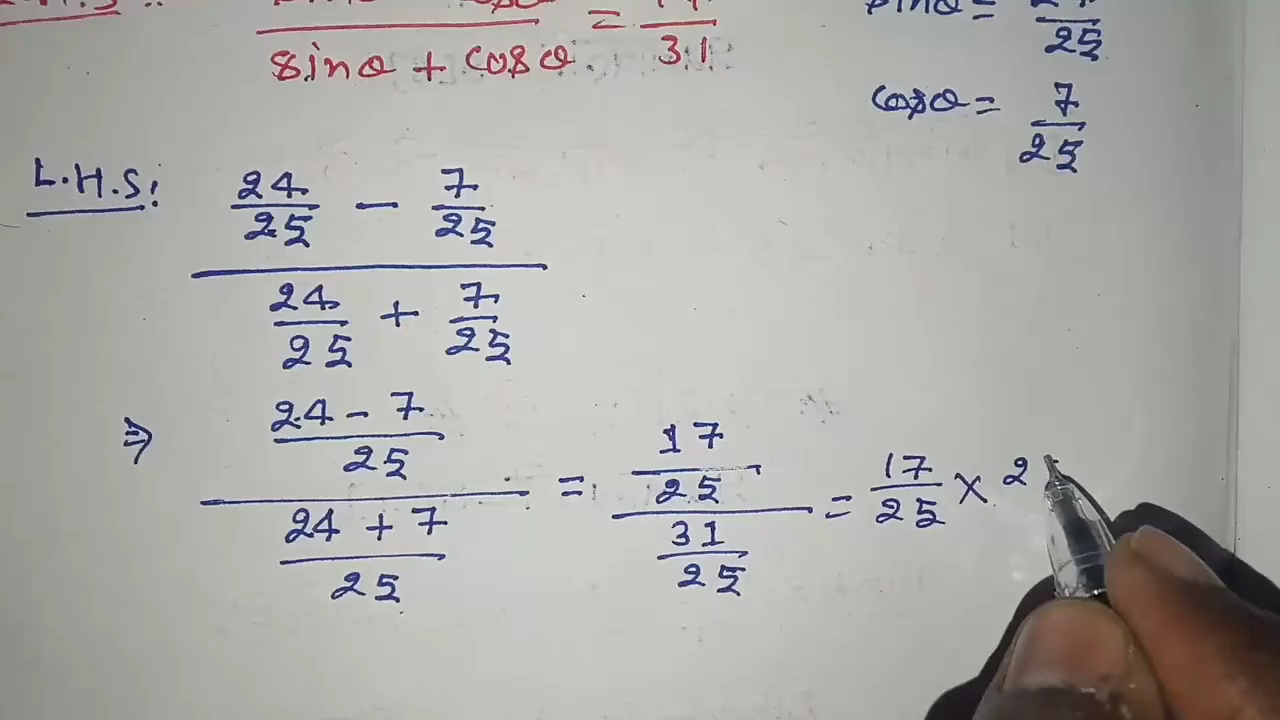 sinθ + cosθ = 31
sinθ =
25
cosθ = 7
25
L.H.S: 24 - 7
25 25
24 + 7
25 25
⇒ 24 - 7
25
24 + 7
25
= 17
25
31
25
= 17 × 2
25